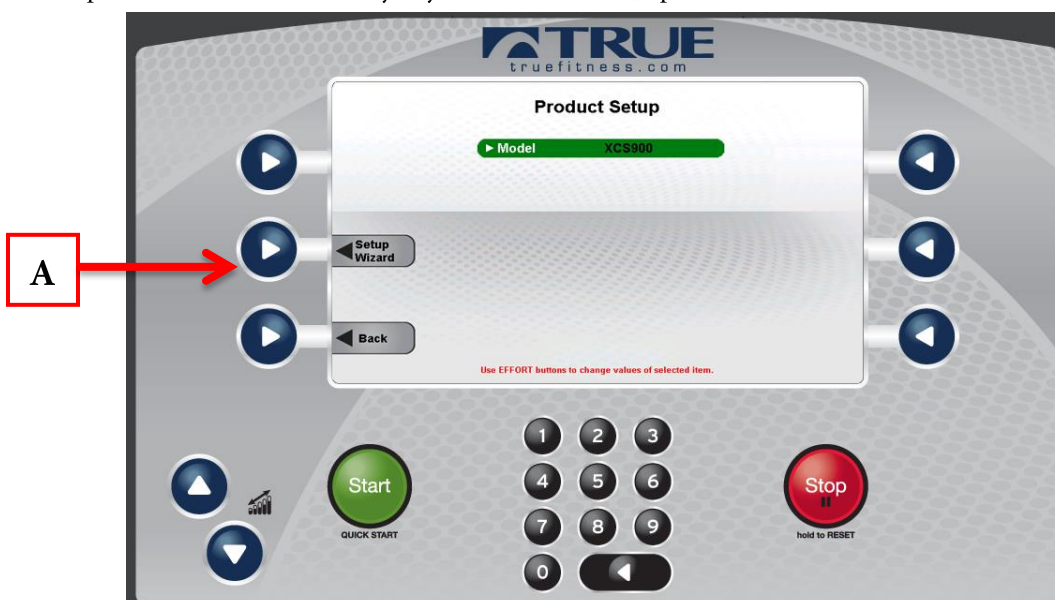 TRUE
truefitness.com
Product Setup
Model XCS900
Setup
Wizard
A
Back
Use EFFORT buttons to change values of selected item.
1 2 3
Start
4 5 6
Stop
QUICK START
7 8 9
hold to RESET
0